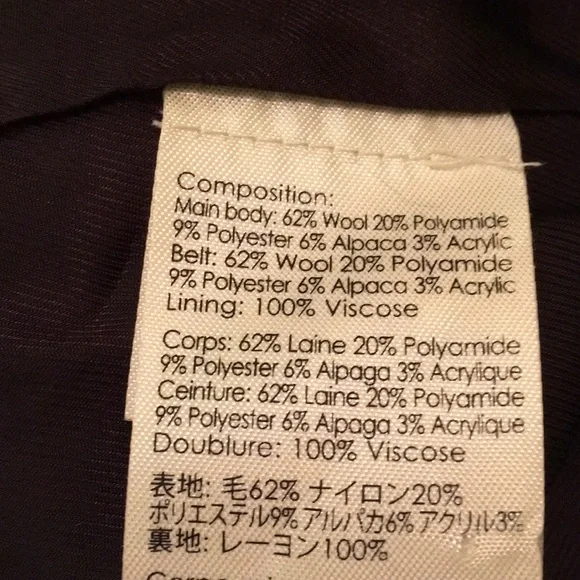 Composition:
Main body: 62% Wool 20% Polyamide
9% Polyester 6% Alpaca 3% Acrylic
Belt: 62% Wool 20% Polyamide
9% Polyester 6% Alpaca 3% Acrylic
Lining: 100% Viscose
Corps: 62% Laine 20% Polyamide
9% Polyester 6% Alpaga 3% Acrylique
Ceinture: 62% Laine 20% Polyamide
9% Polyester 6% Alpaga 3% Acrylique
Doublure: 100% Viscose
表地: 毛62% ナイロン20%
ポリエステル9% アルパカ6% アクリル3%
裏地: レーヨン100%